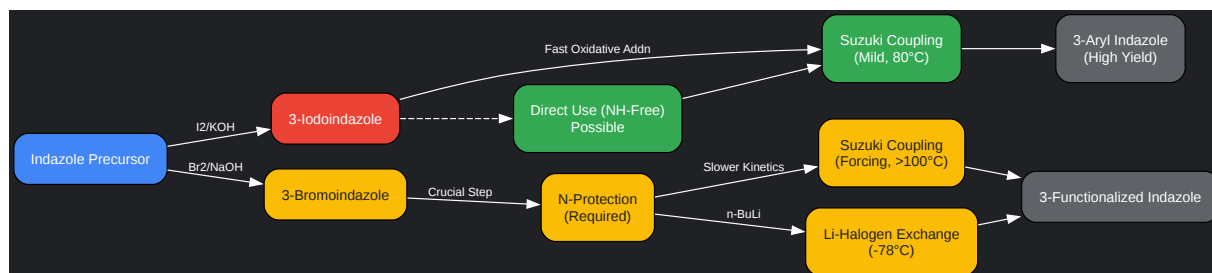 Indazole Precursor
I2/KOH
Br2/NaOH
3-Iodoindazole
3-Bromoindazole
Fast Oxidative Addn
Direct Use (NH-Free)
Possible
Crucial Step
N-Protection
(Required)
Slower Kinetics
n-BuLi
Suzuki Coupling
(Mild, 80°C)
Suzuki Coupling
(Forcing, >100°C)
Li-Halogen Exchange
(-78°C)
3-Aryl Indazole
(High Yield)
3-Functionalized Indazole